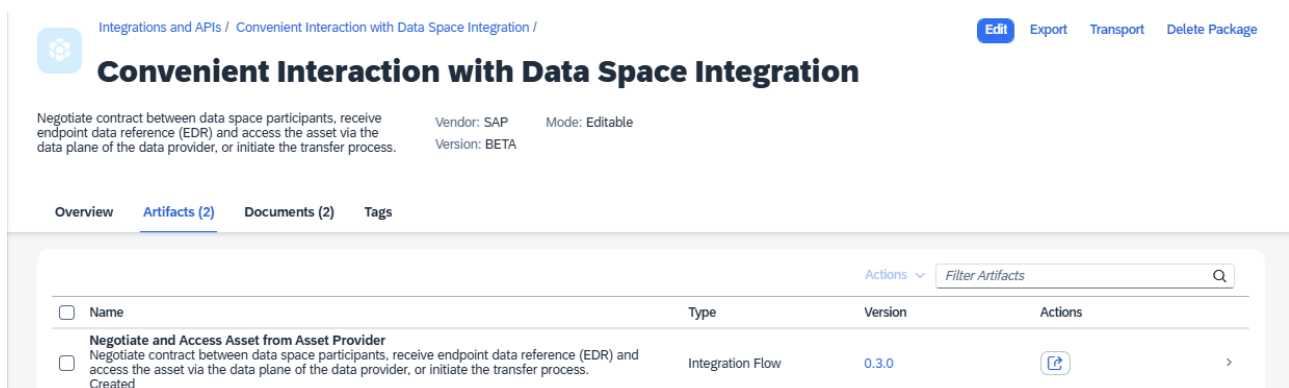 Integrations and APIs / Convenient Interaction with Data Space Integration /
Edit Export Transport Delete Package
Convenient Interaction with Data Space Integration
Negotiate contract between data space participants, receive
endpoint data reference (EDR) and access the asset via the
data plane of the data provider, or initiate the transfer process.
Vendor: SAP Mode: Editable
Version: BETA
Overview Artifacts (2) Documents (2) Tags
Actions Filter Artifacts
Name Type Version Actions
Negotiate and Access Asset from Asset Provider
Negotiate contract between data space participants, receive endpoint data reference (EDR) and
access the asset via the data plane of the data provider, or initiate the transfer process.
Created
Integration Flow 0.3.0